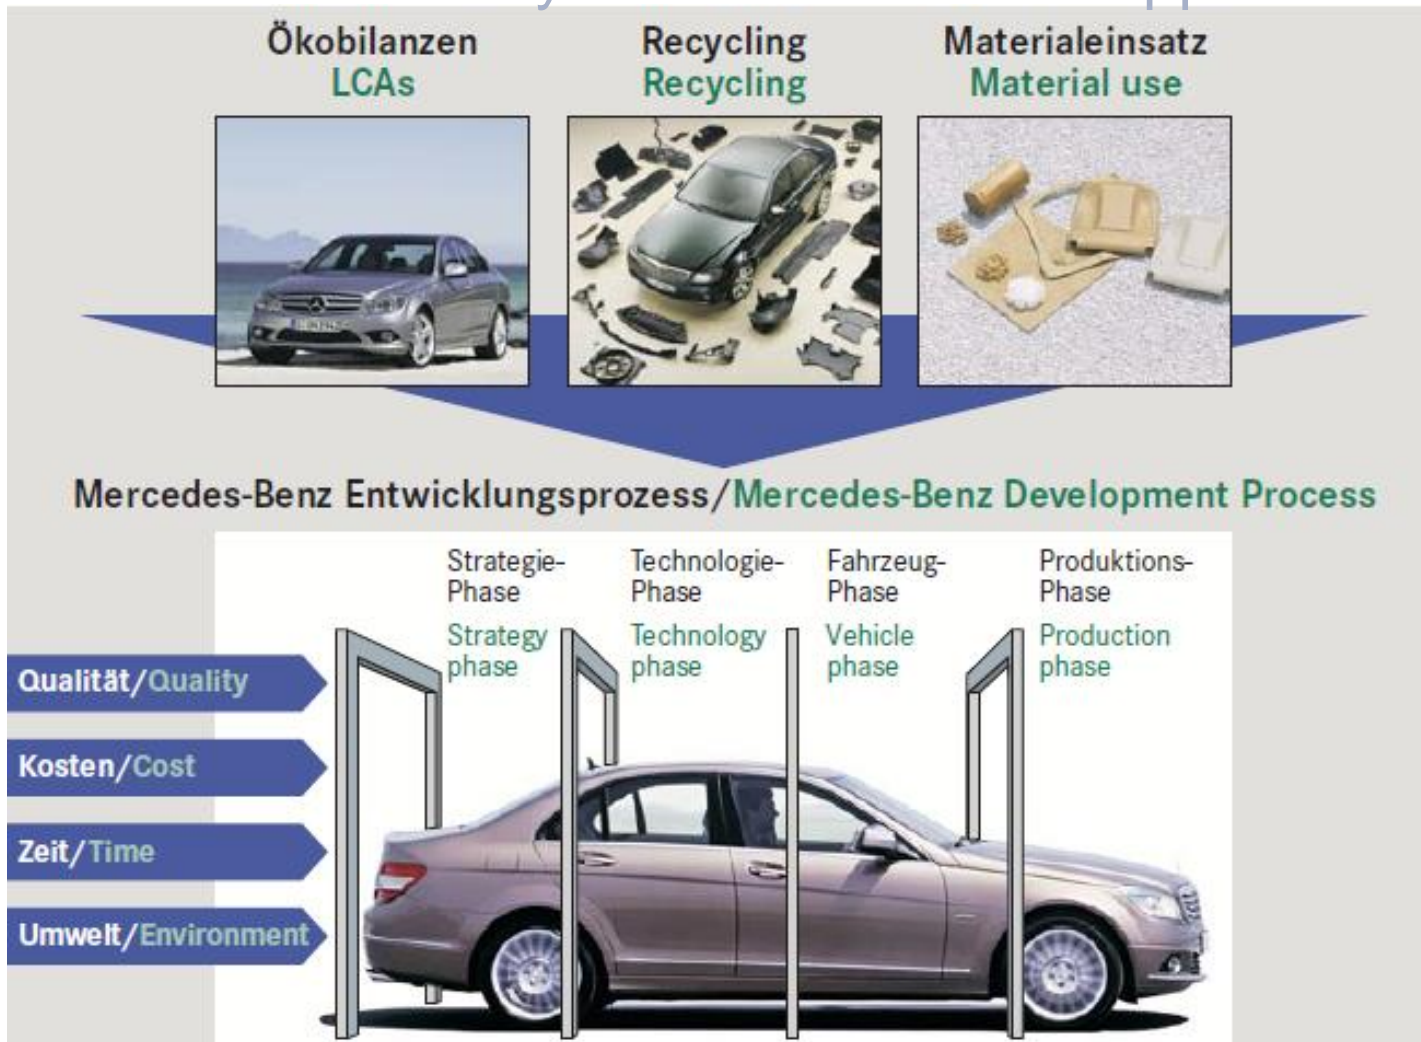 Ökobilanzen
LCAs
Recycling
Recycling
Materialeinsatz
Material use
Mercedes-Benz Entwicklungsprozess/Mercedes-Benz Development Process
Strategie-
Phase
Strategy
phase
Technologie-
Phase
Technology
phase
Fahrzeug-
Phase
Vehicle
phase
Produktions-
Phase
Production
phase
Qualität/Quality
Kosten/Cost
Zeit/Time
Umwelt/Environment